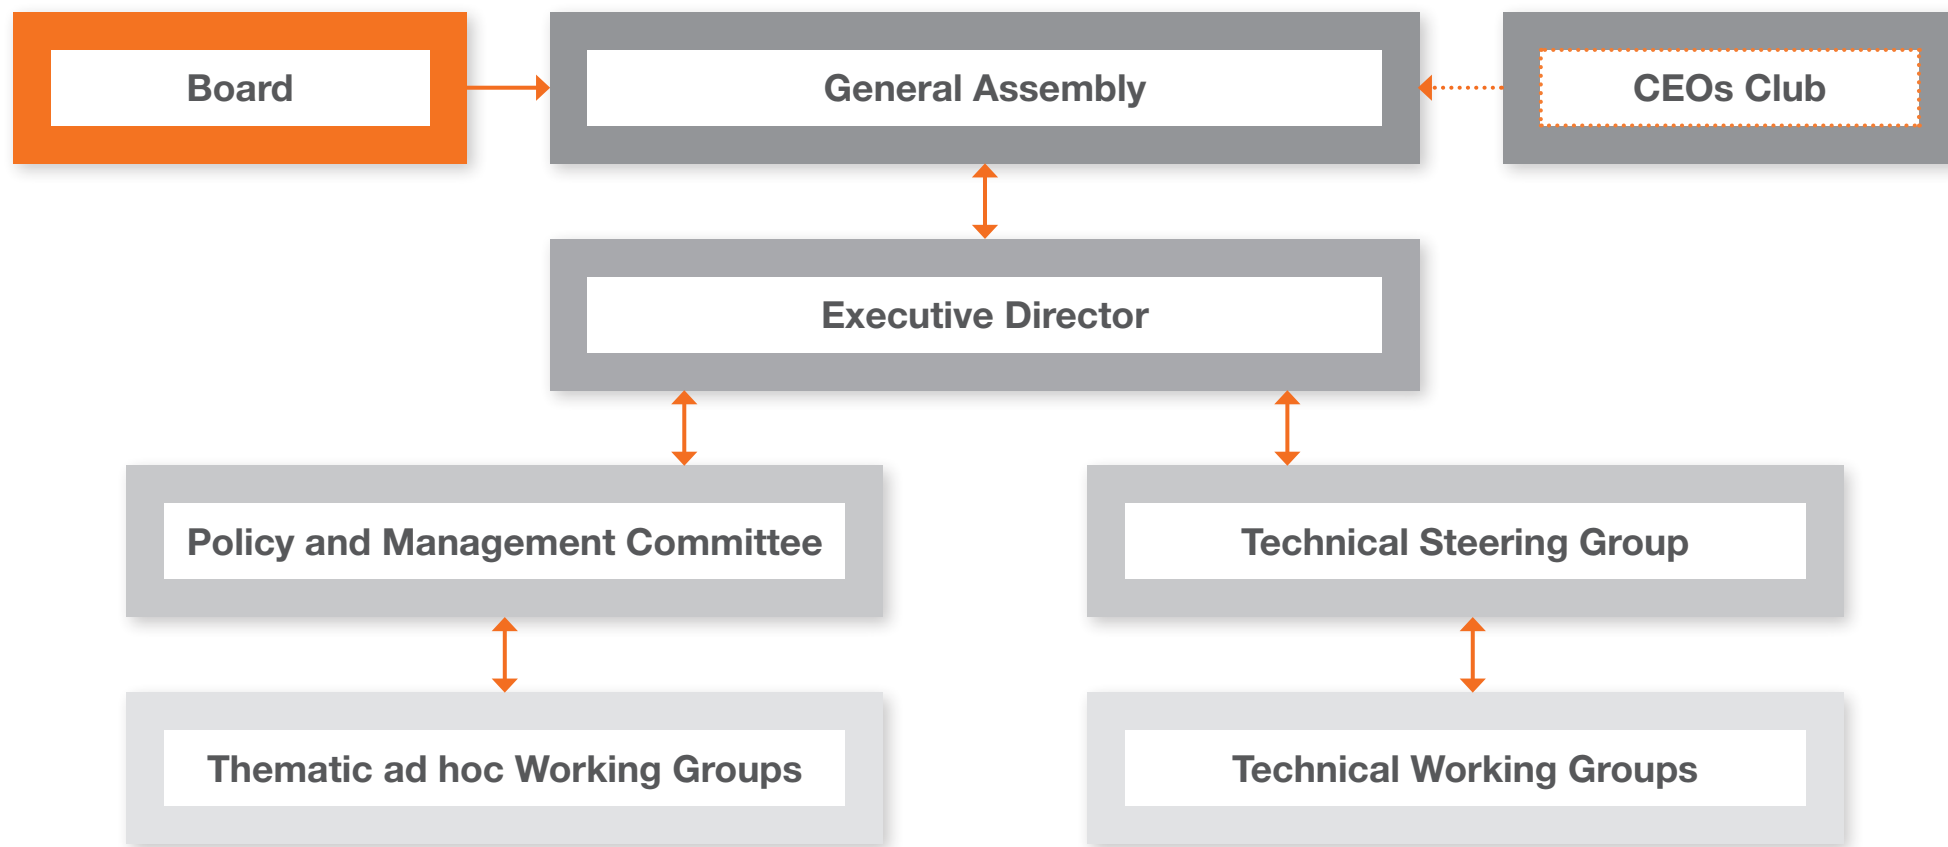 Board
General Assembly
CEOs Club
Executive Director
Policy and Management Committee
Technical Steering Group
Thematic ad hoc Working Groups
Technical Working Groups